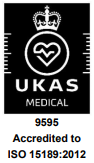 UKAS
MEDICAL
9595
Accredited to
ISO 15189:2012